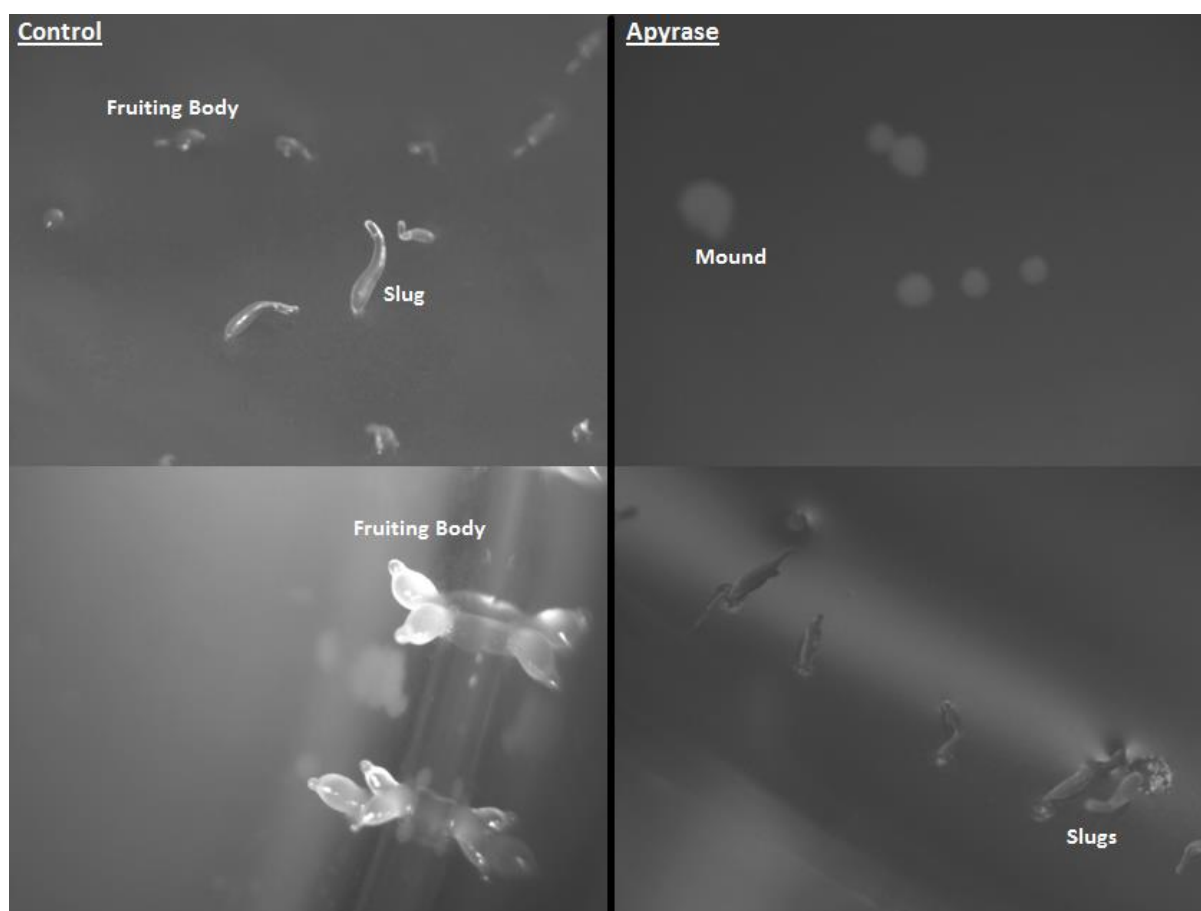 Control
Fruiting Body
Slug
Apyrase
Mound
Fruiting Body
Slugs